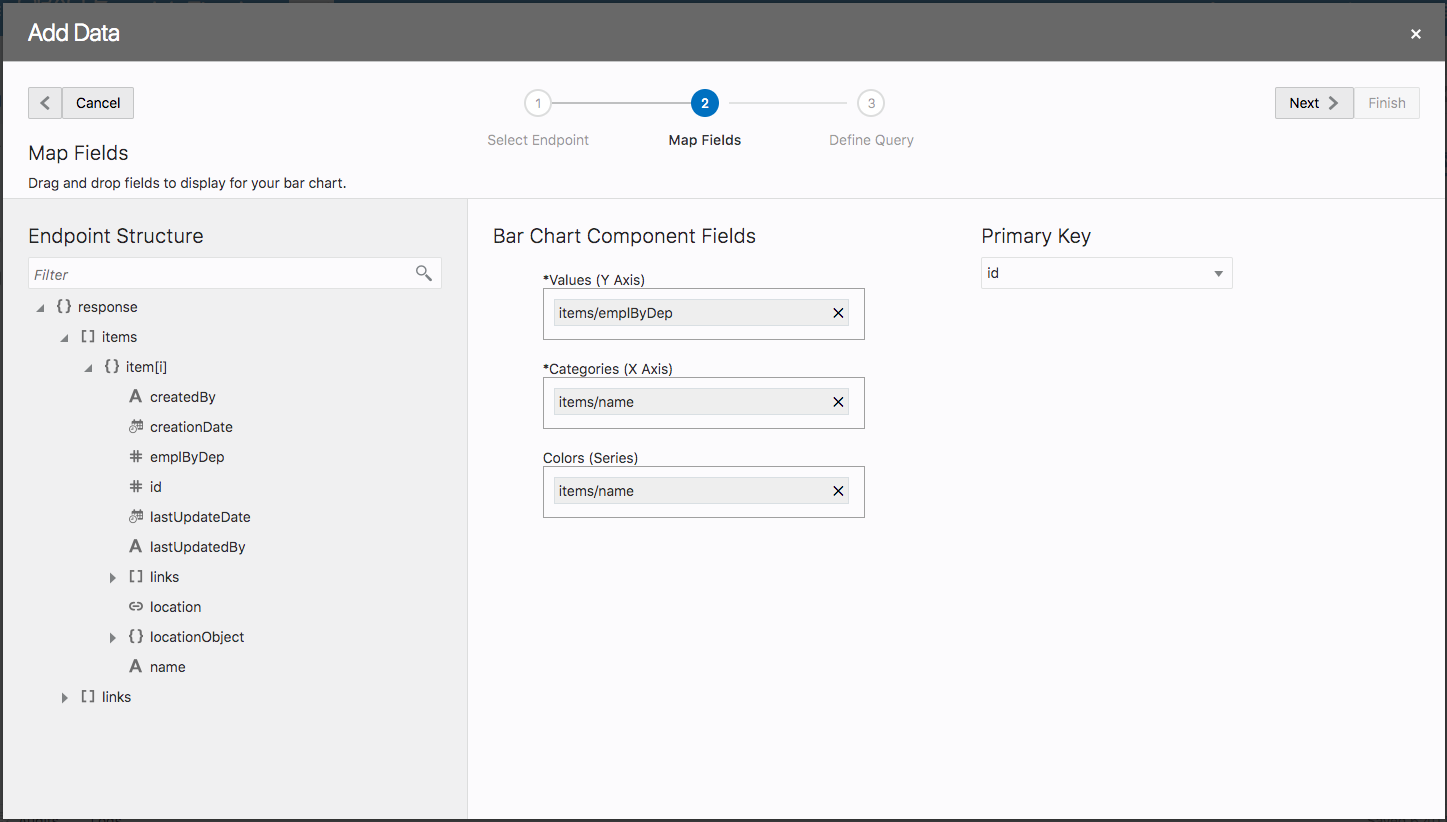 Add Data
Cancel
1
2
3
Next
Finish
Select Endpoint
Map Fields
Define Query
Map Fields
Drag and drop fields to display for your bar chart.
Endpoint Structure
Filter
{} response
[] items
{} item[i]
A createdBy
creationDate
# emplByDep
# id
lastUpdateDate
A lastUpdatedBy
[] links
location
{} locationObject
A name
[] links
Bar Chart Component Fields
*Values (Y Axis)
items/emplByDep
*Categories (X Axis)
items/name
Colors (Series)
items/name
Primary Key
id